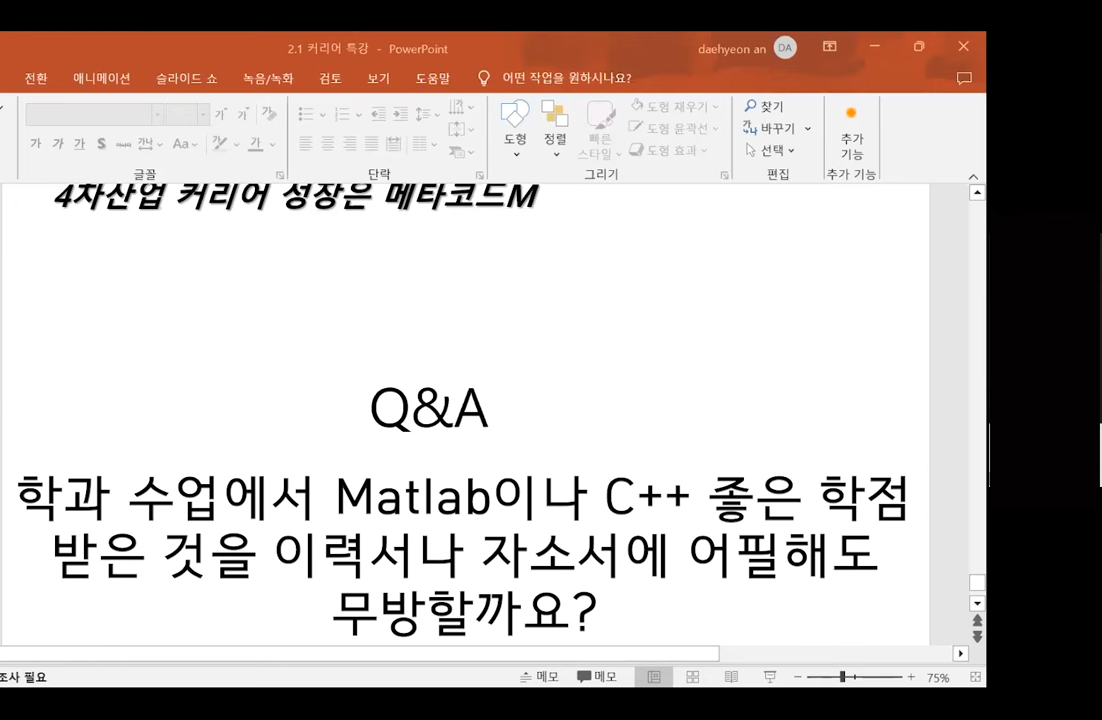 2.1 커리어 특강 - PowerPoint
daehyeon an
DA
전환 애니메이션 슬라이드 쇼 녹음/녹화 검토 보기 도움말 어떤 작업을 원하시나요?
도형 정렬 빠른 스타일
도형 채우기
도형 윤곽선
도형 효과
찾기
바꾸기
선택
추가 기능
가 가 가 S 간 Aa 가
글꼴 단락 그리기 편집 추가 기능
4차산업 커리어 성장은 메타코드M
Q&A
학과 수업에서 Matlab이나 C++ 좋은 학점
받은 것을 이력서나 자소서에 어필해도
무방할까요?
조사 필요 메모 메모 75%